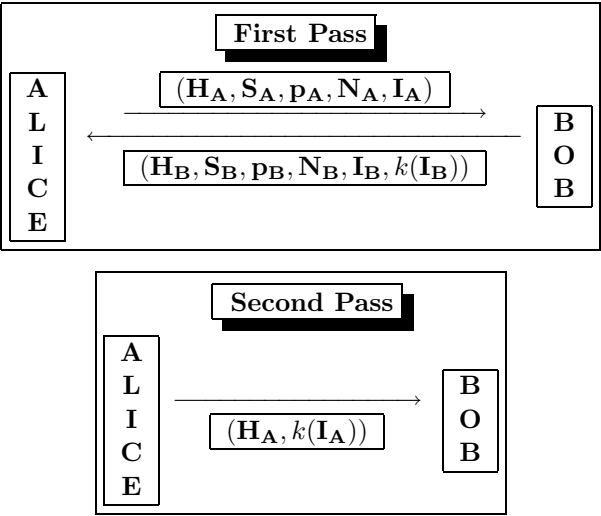 First Pass
(H_A, S_A, p_A, N_A, I_A)
A
L
I
C
E
B
O
B
(H_B, S_B, p_B, N_B, I_B, k(I_B))
Second Pass
A
L
I
C
E
B
O
B
(H_A, k(I_A))